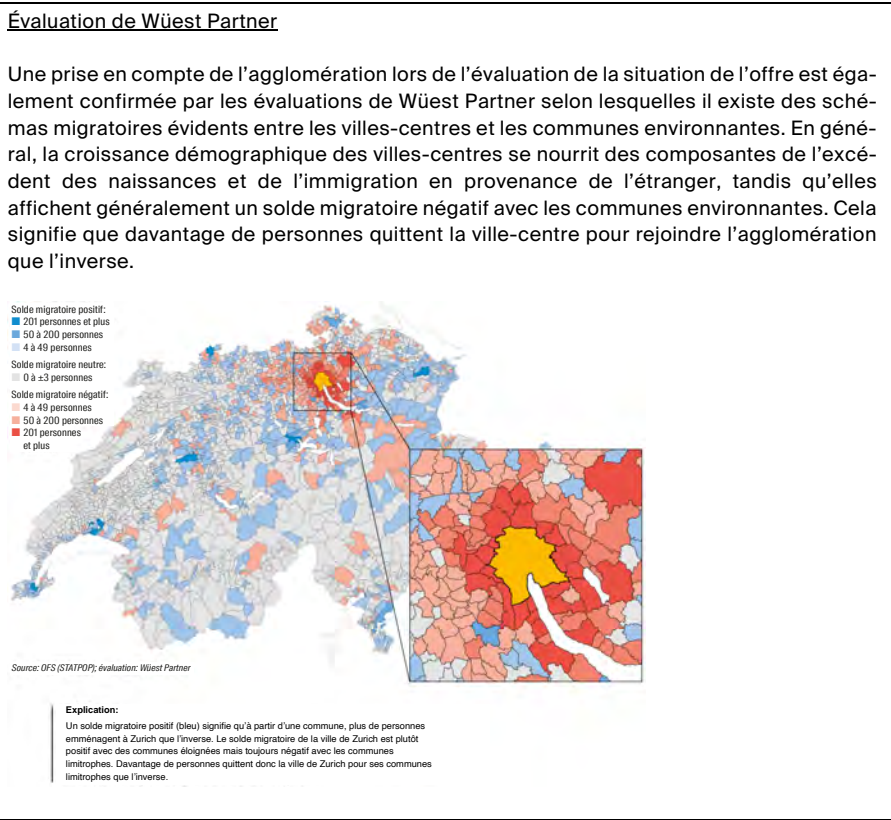 Évaluation de Wüest Partner
Une prise en compte de l'agglomération lors de l'évaluation de la situation de l'offre est éga-
lement confirmée par les évaluations de Wüest Partner selon lesquelles il existe des sché-
mas migratoires évidents entre les villes-centres et les communes environnantes. En géné-
ral, la croissance démographique des villes-centres se nourrit des composantes de l'excé-
dent des naissances et de l'immigration en provenance de l'étranger, tandis qu'elles
affichent généralement un solde migratoire négatif avec les communes environnantes. Cela
signifie que davantage de personnes quittent la ville-centre pour rejoindre l'agglomération
que l'inverse.
Solde migratoire positif:
201 personnes et plus
50 à 200 personnes
4 à 49 personnes
Solde migratoire neutre:
0 à ±3 personnes
Solde migratoire négatif:
4 à 49 personnes
50 à 200 personnes
201 personnes
et plus
Source: OFS (STATPOP); évaluation: Wüest Partner
Explication:
Un solde migratoire positif (bleu) signifie qu'à partir d'une commune, plus de personnes
emménagent à Zurich que l'inverse. Le solde migratoire de la ville de Zurich est plutôt
positif avec des communes éloignées mais toujours négatif avec les communes
limitrophes. Davantage de personnes quittent donc la ville de Zurich pour ses communes
limitrophes que l'inverse.